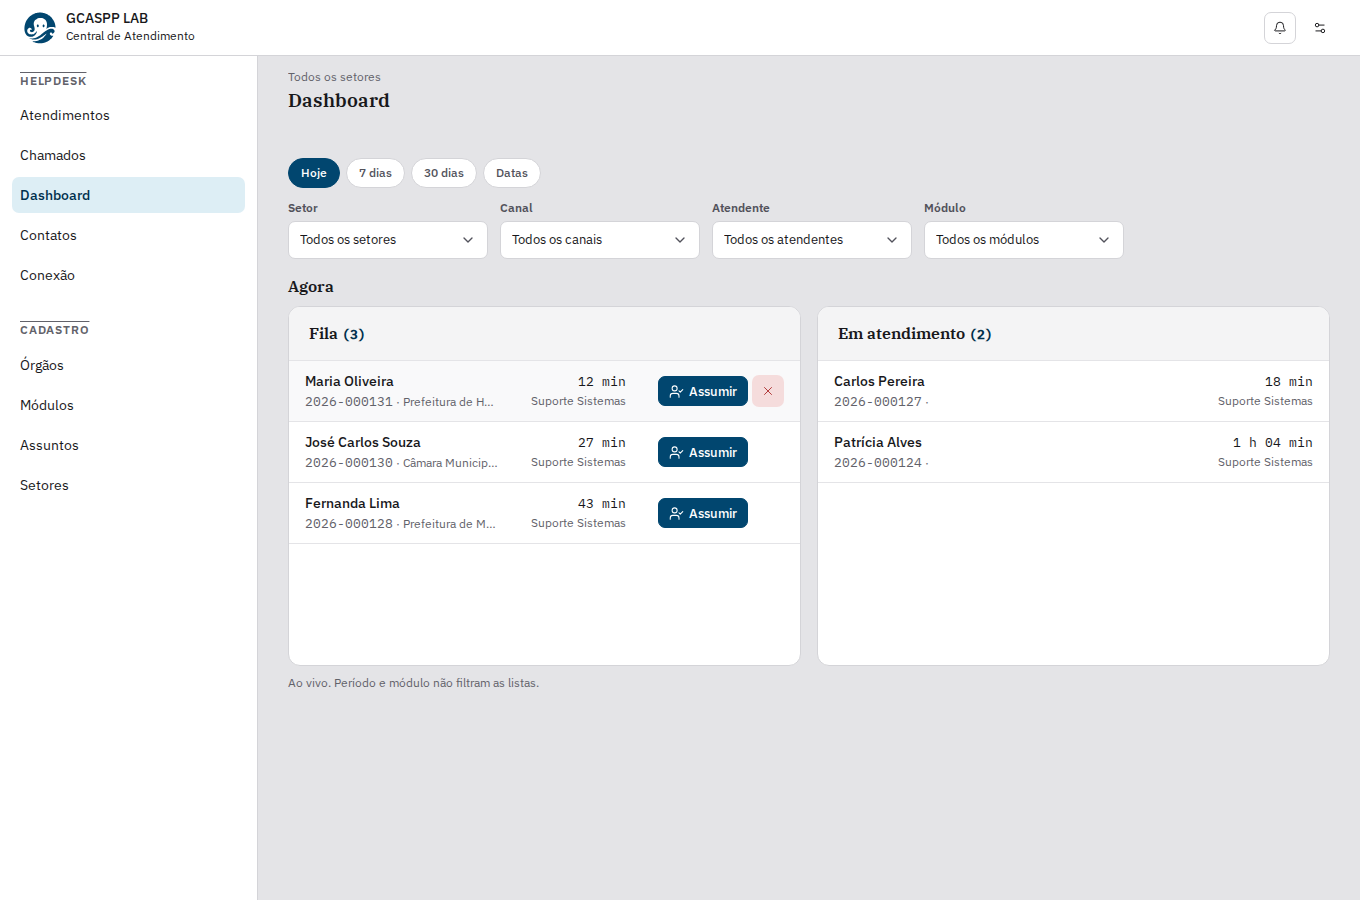 GCASPP LAB
Central de Atendimento
HELPDESK
Atendimentos
Chamados
Dashboard
Contatos
Conexão
CADASTRO
Órgãos
Módulos
Assuntos
Setores
Todos os setores
Dashboard
Hoje 7 dias 30 dias Datas
Setor Canal Atendente Módulo
Todos os setores Todos os canais Todos os atendentes Todos os módulos
Agora
Fila (3)
Maria Oliveira 12 min
2026-000131 · Prefeitura de H... Suporte Sistemas
Assumir
José Carlos Souza 27 min
2026-000130 · Câmara Municip... Suporte Sistemas
Assumir
Fernanda Lima 43 min
2026-000128 · Prefeitura de M... Suporte Sistemas
Assumir
Em atendimento (2)
Carlos Pereira 18 min
2026-000127 · Suporte Sistemas
Patrícia Alves 1 h 04 min
2026-000124 · Suporte Sistemas
Ao vivo. Período e módulo não filtram as listas.